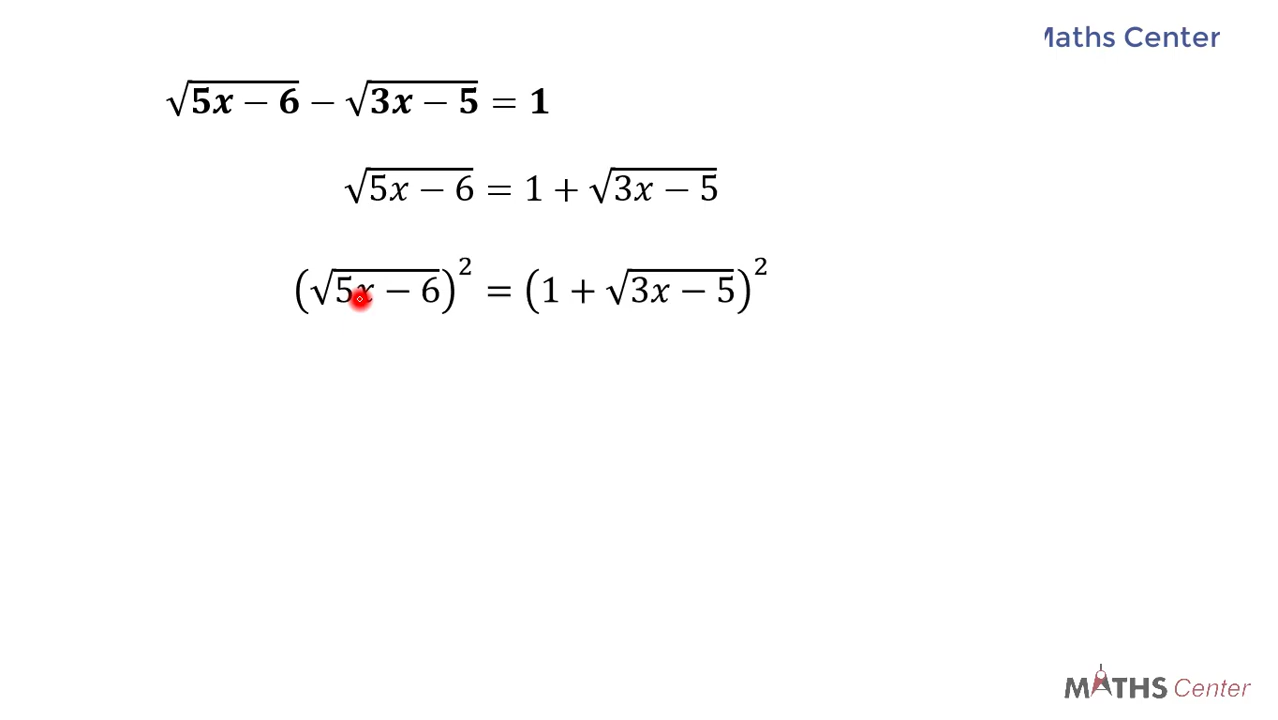 Maths Center
√5x − 6 − √3x − 5 = 1
√5x − 6 = 1 + √3x − 5
(√5x − 6)² = (1 + √3x − 5)²
MATHS Center